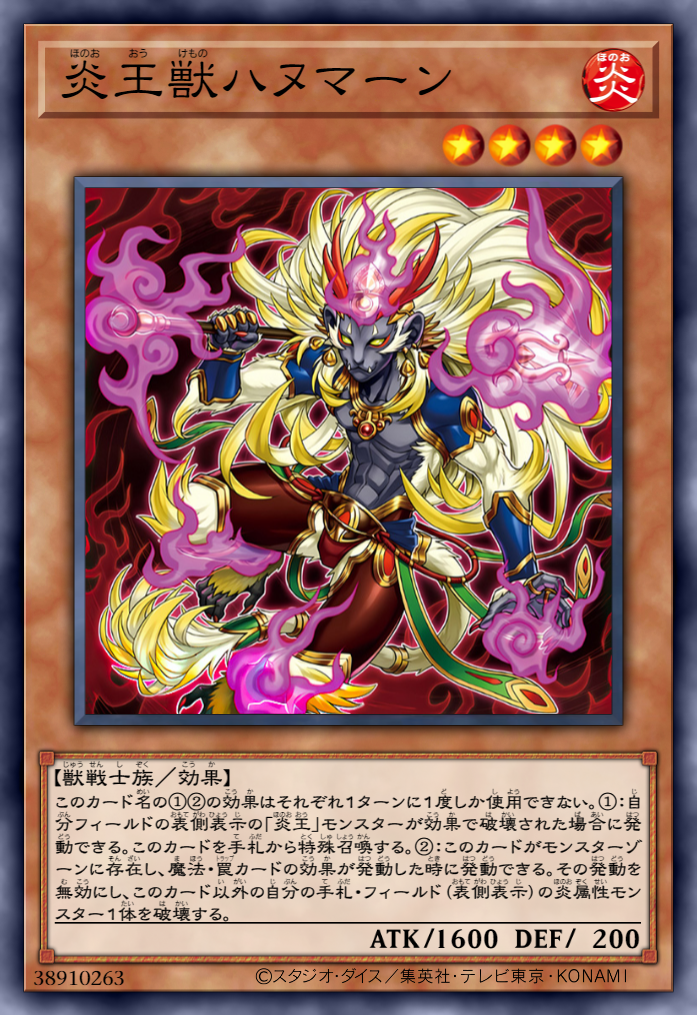 炎王獣ハヌマーン
炎
【獣戦士族／効果】
このカード名の①②の効果はそれぞれ1ターンに1度しか使用できない。①：自
分フィールドの表側表示の「炎王」モンスターが効果で破壊された場合に発
動できる。このカードを手札から特殊召喚する。②：このカードがモンスターゾ
ーンに存在し、魔法・罠カードの効果が発動した時に発動できる。その発動を
無効にし、このカード以外の自分の手札・フィールド（表側表示）の炎属性モン
スター1体を破壊する。
ATK/1600 DEF/ 200
38910263 ©スタジオ・ダイス／集英社・テレビ東京・KONAMI